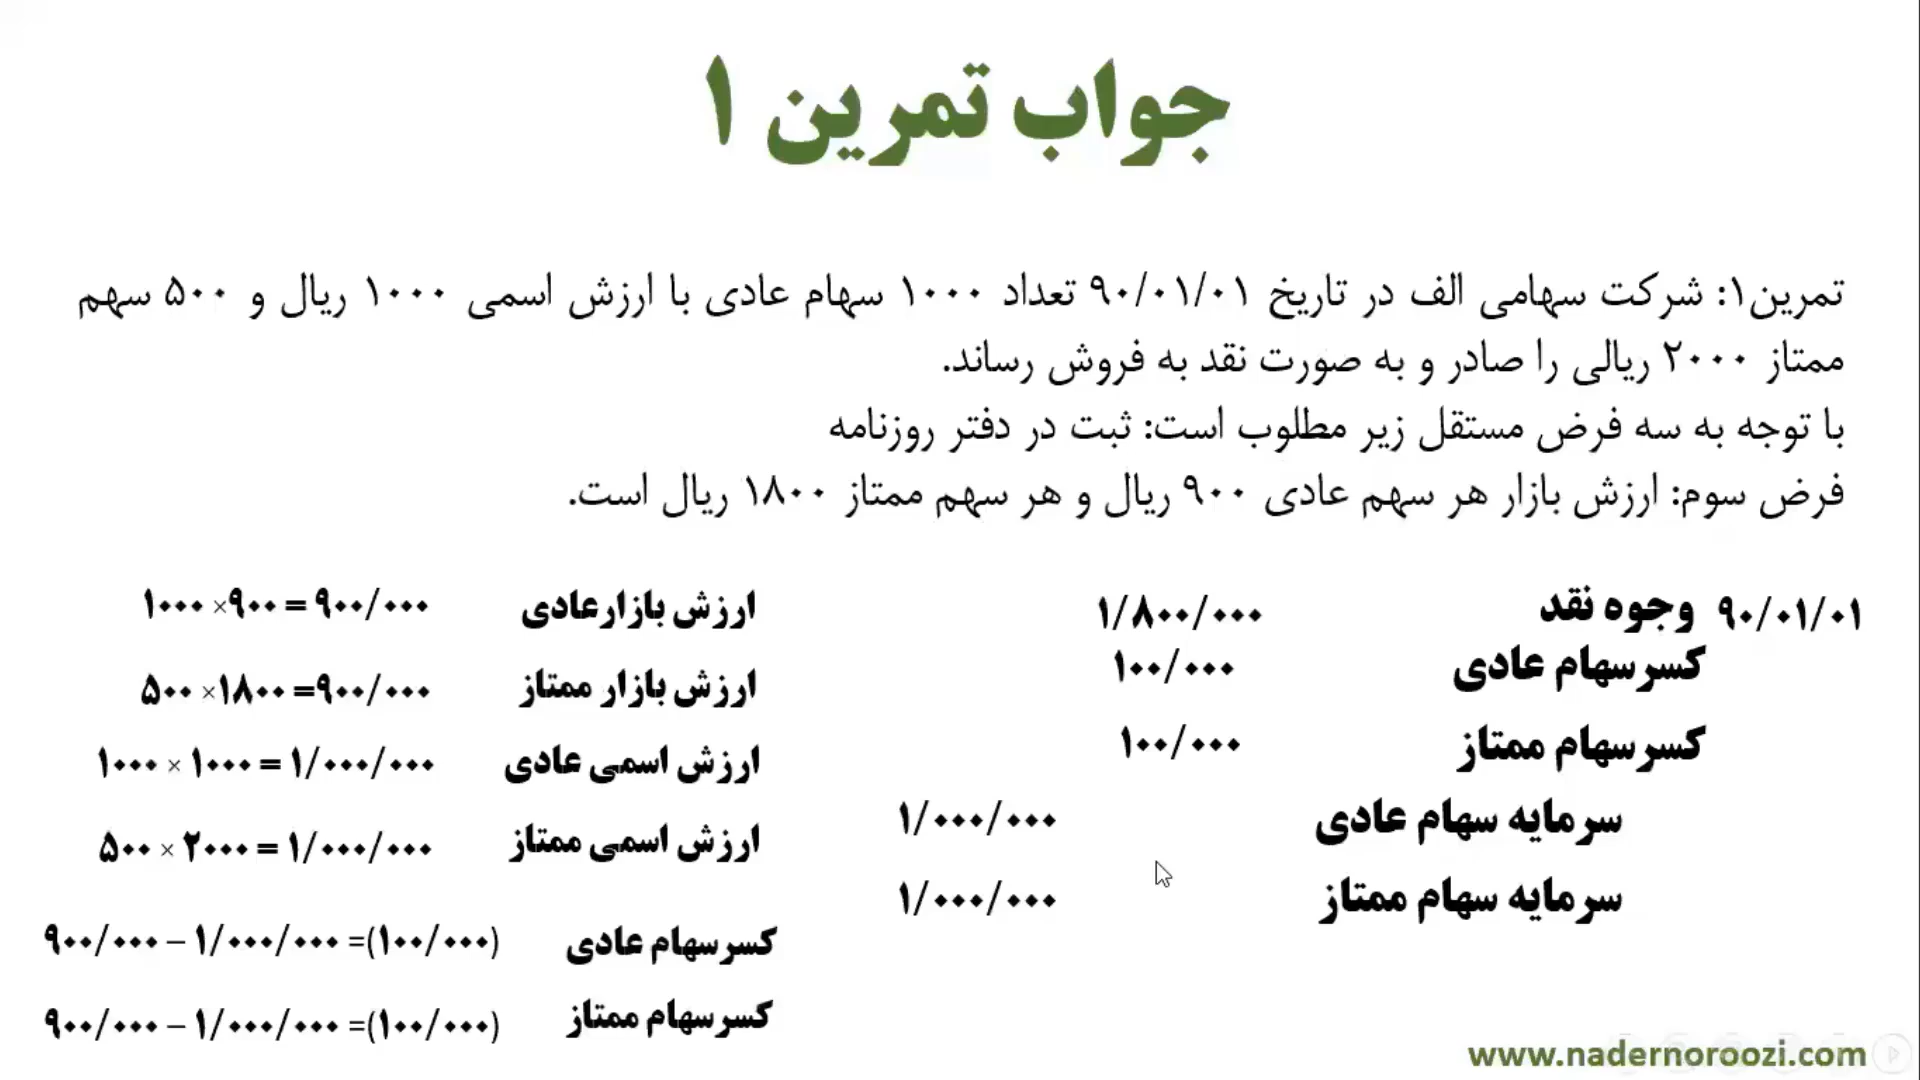 جواب تمرین ۱
تمرین۱: شرکت سهامی الف در تاریخ ۹۰/۰۱/۰۱ تعداد ۱۰۰۰ سهام عادی با ارزش اسمی ۱۰۰۰ ریال و ۵۰۰ سهم
ممتاز ۲۰۰۰ ریالی را صادر و به صورت نقد به فروش رساند.
با توجه به سه فرض مستقل زیر مطلوب است: ثبت در دفتر روزنامه
فرض سوم: ارزش بازار هر سهم عادی ۹۰۰ ریال و هر سهم ممتاز ۱۸۰۰ ریال است.
۹۰/۰۱/۰۱ وجوه نقد ۱/۸۰۰/۰۰۰
کسرسهام عادی ۱۰۰/۰۰۰
کسرسهام ممتاز ۱۰۰/۰۰۰
سرمایه سهام عادی ۱/۰۰۰/۰۰۰
سرمایه سهام ممتاز ۱/۰۰۰/۰۰۰
ارزش بازارعادی ۱۰۰۰ ×۹۰۰ = ۹۰۰/۰۰۰
ارزش بازار ممتاز ۵۰۰ ×۱۸۰۰ =۹۰۰/۰۰۰
ارزش اسمی عادی ۱۰۰۰ × ۱۰۰۰ = ۱/۰۰۰/۰۰۰
ارزش اسمی ممتاز ۵۰۰ × ۲۰۰۰ = ۱/۰۰۰/۰۰۰
کسرسهام عادی ۹۰۰/۰۰۰ – ۱/۰۰۰/۰۰۰ =(۱۰۰/۰۰۰)
کسرسهام ممتاز ۹۰۰/۰۰۰ – ۱/۰۰۰/۰۰۰ =(۱۰۰/۰۰۰)
www.nadernoroozi.com